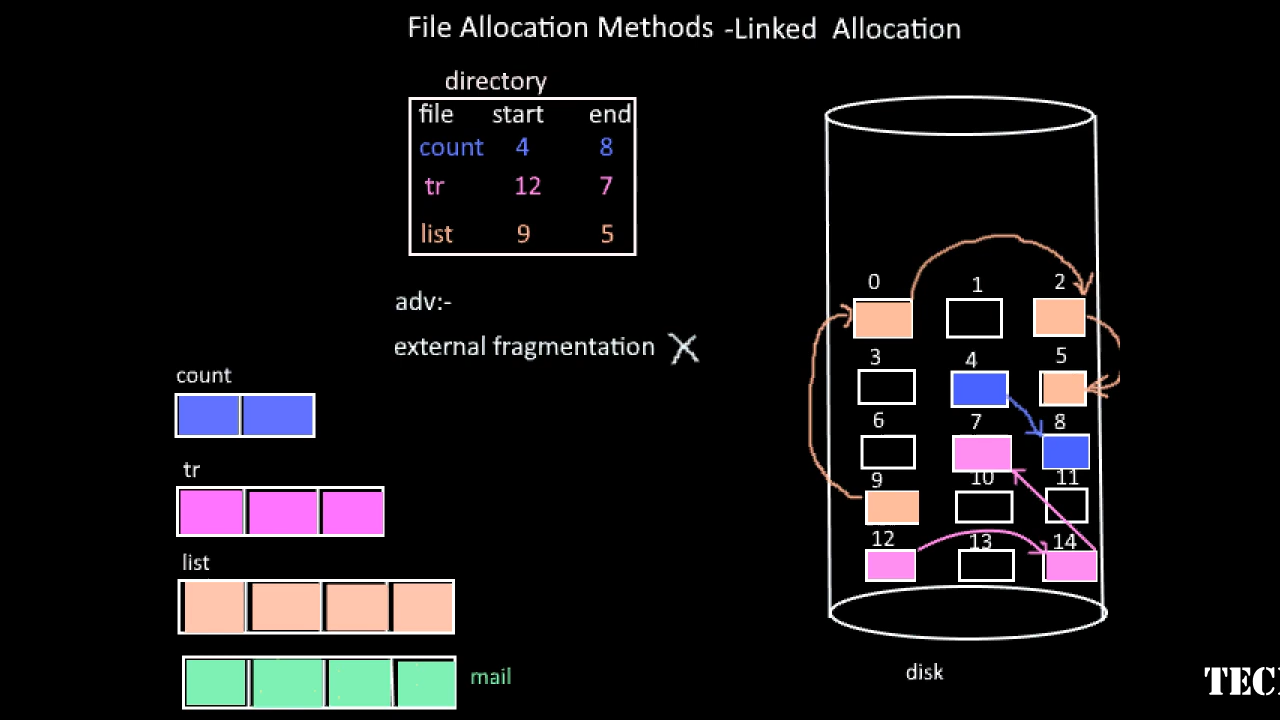 File Allocation Methods -Linked Allocation
directory
file start end
count 4 8
tr 12 7
list 9 5
adv:-
external fragmentation X
count
tr
list
mail
0 1 2
3 4 5
6 7 8
9 10 11
12 13 14
disk
TEC